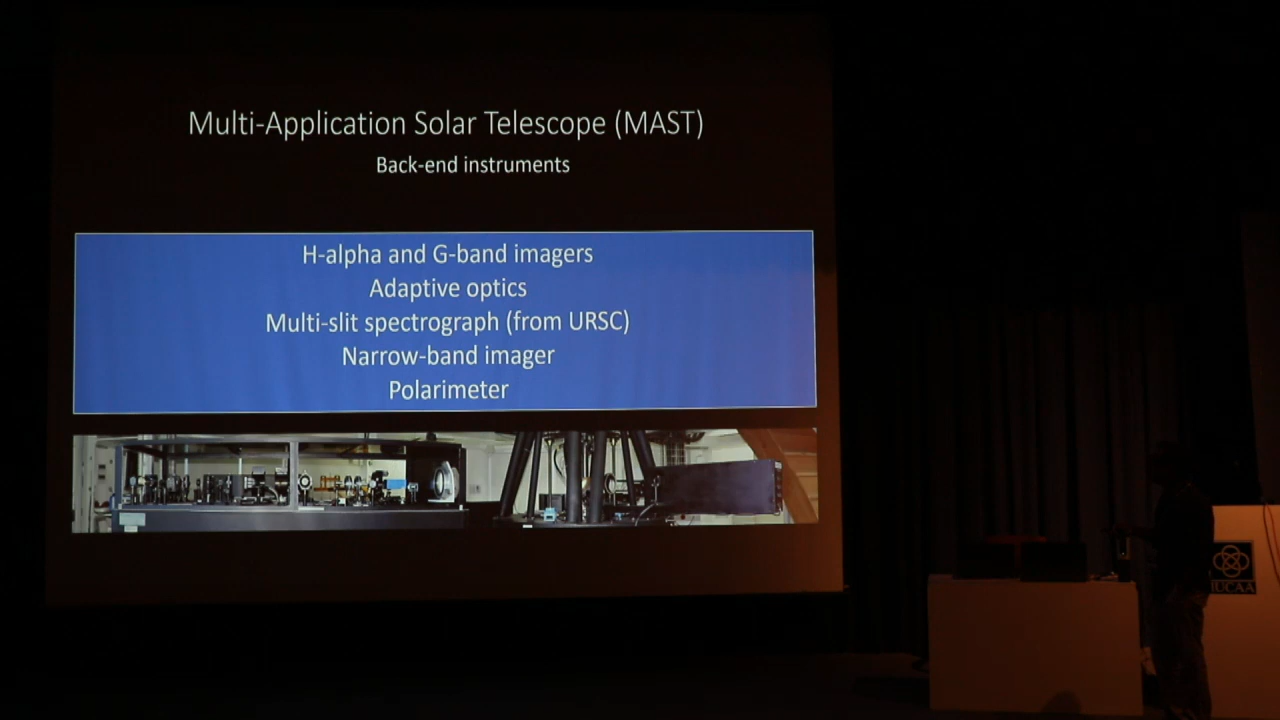 Multi-Application Solar Telescope (MAST)
Back-end instruments
H-alpha and G-band imagers
Adaptive optics
Multi-slit spectrograph (from URSC)
Narrow-band imager
Polarimeter
IUCAA